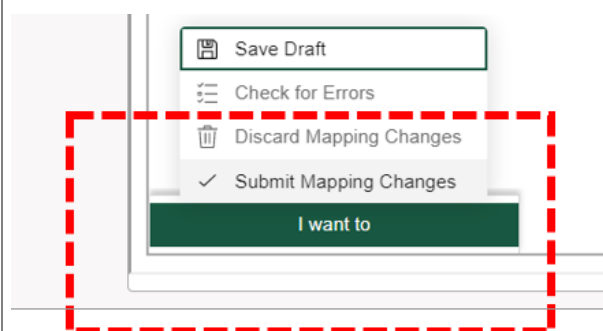 Save Draft
Check for Errors
Discard Mapping Changes
Submit Mapping Changes
I want to